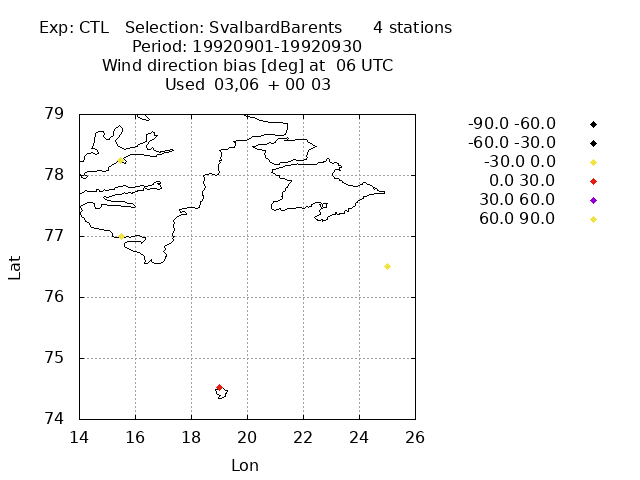 Exp: CTL   Selection: SvalbardBarents      4 stations
Period: 19920901-19920930
Wind direction bias [deg] at  06 UTC
Used  03,06  + 00 03
-90.0 -60.0
-60.0 -30.0
-30.0 0.0
0.0 30.0
30.0 60.0
60.0 90.0
79
78
77
76
75
74
Lat
14 16 18 20 22 24 26
Lon